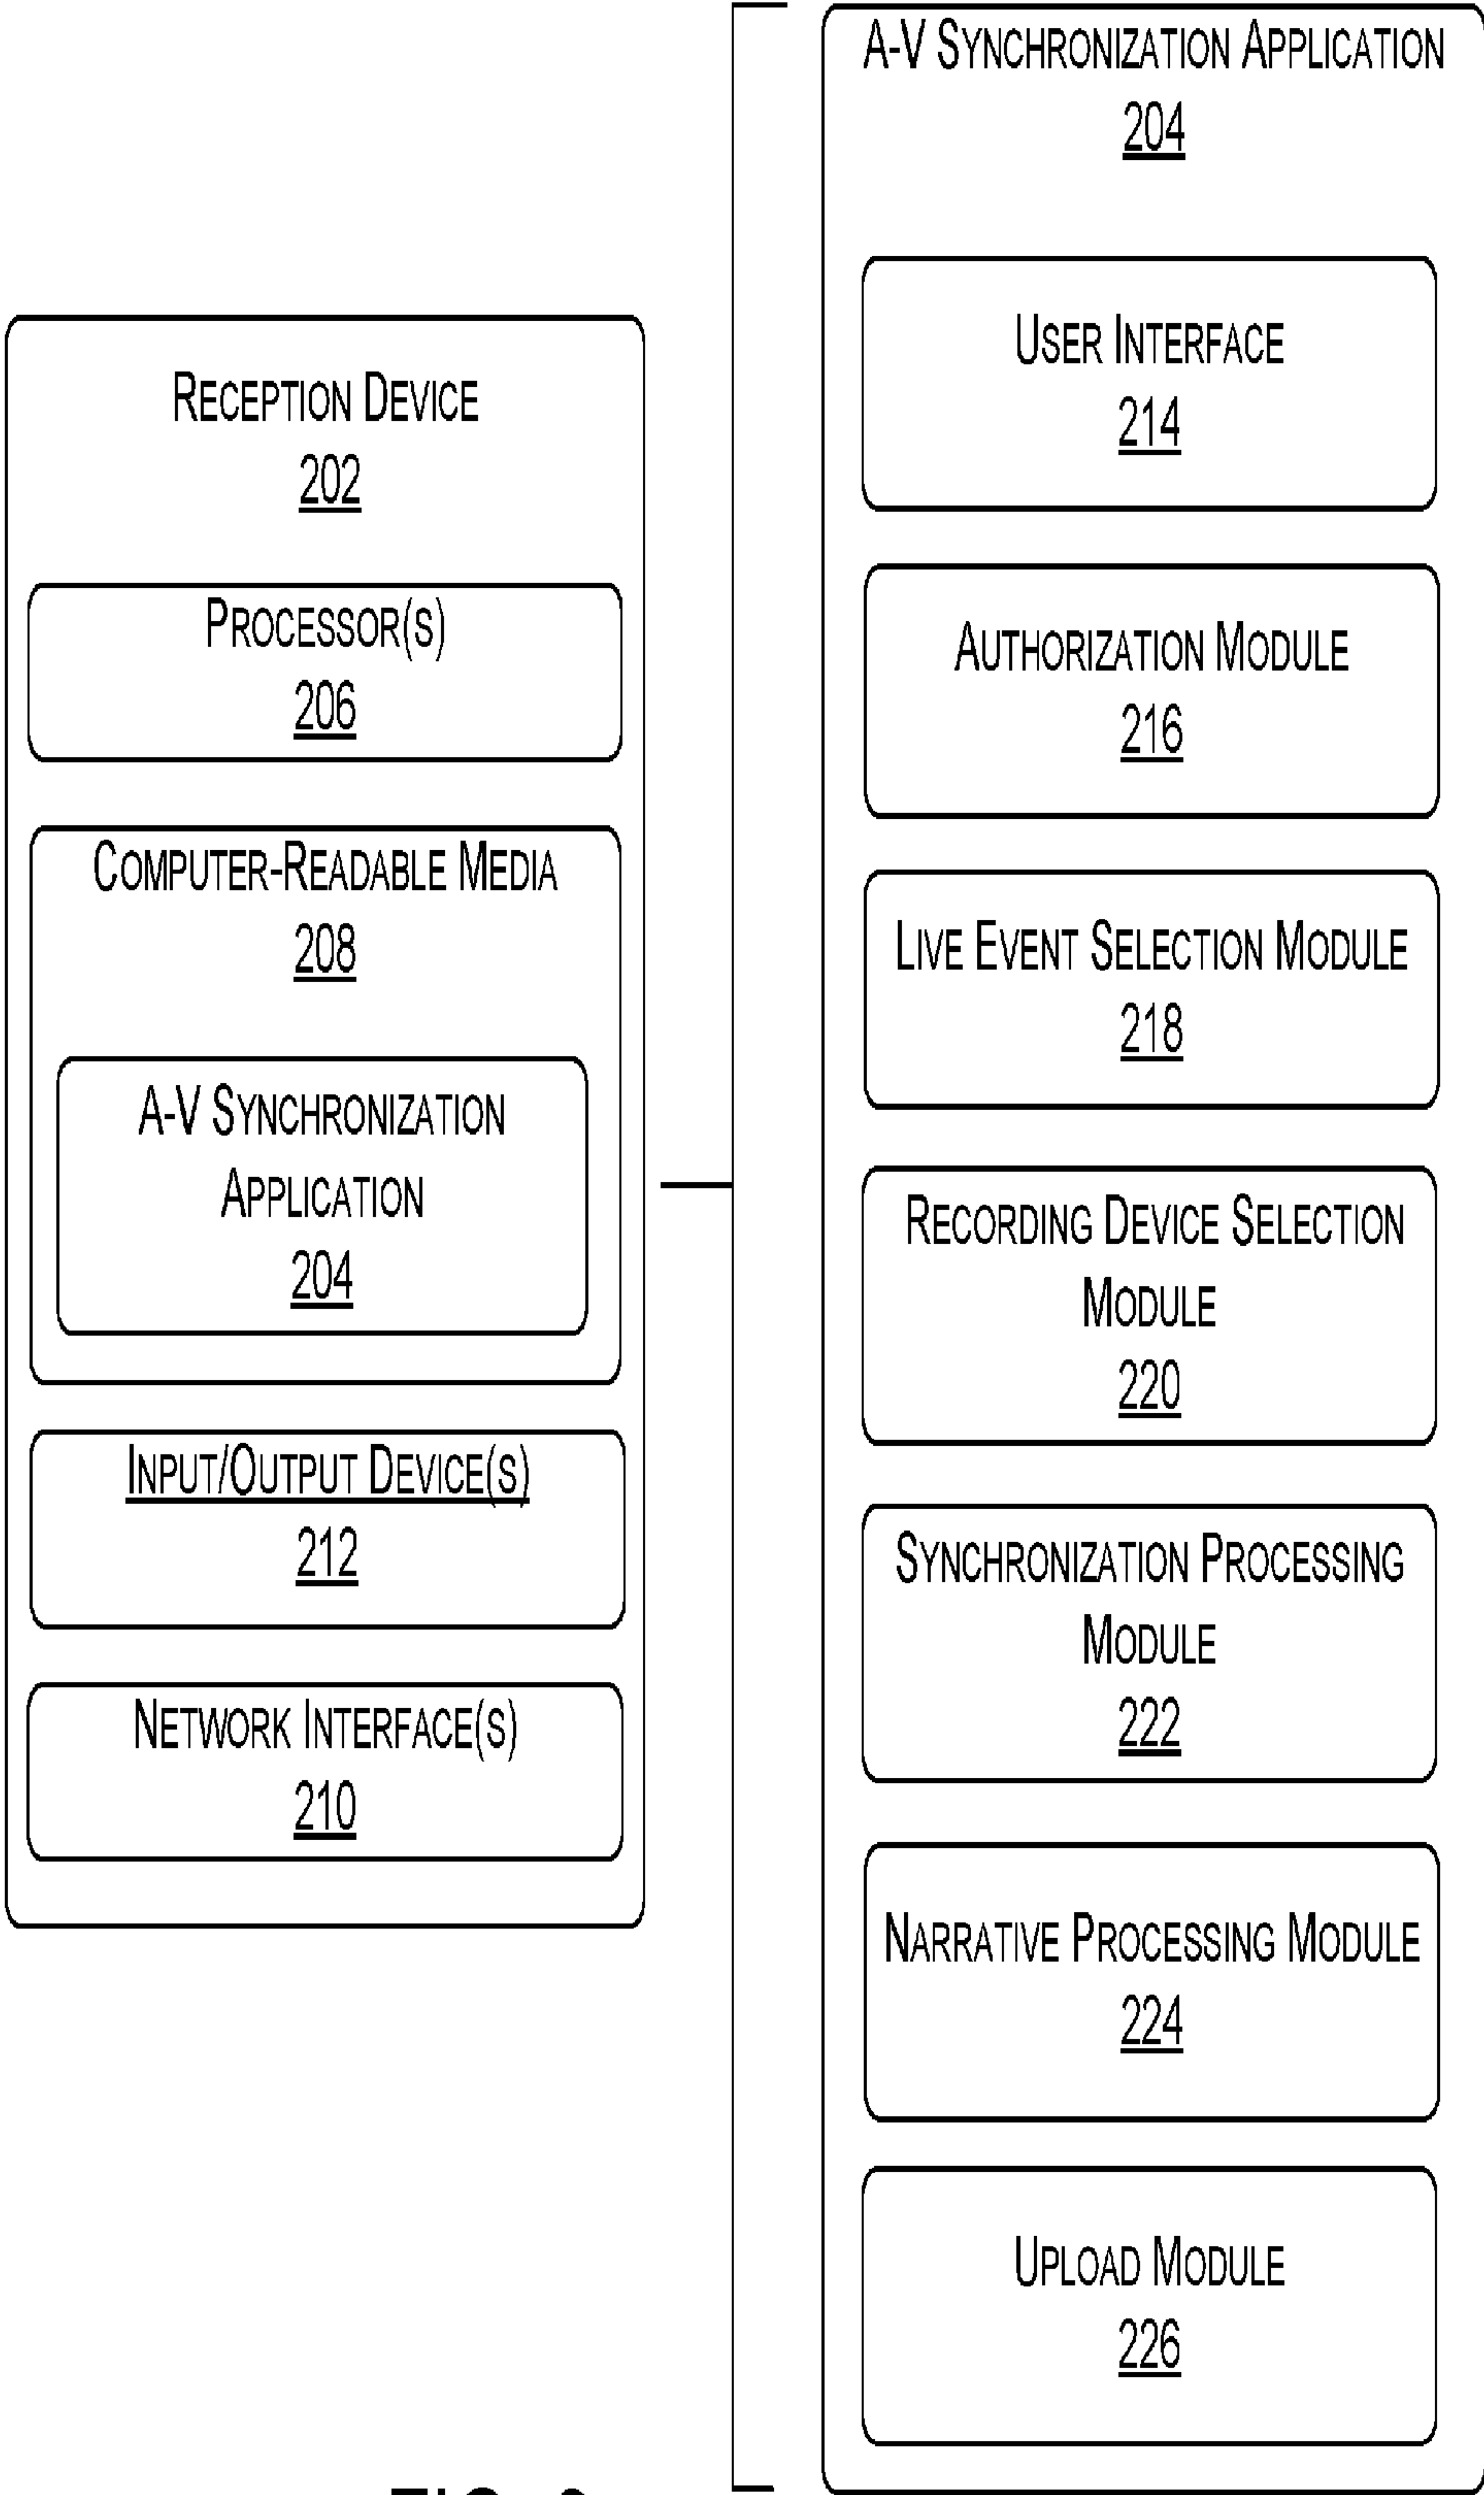 RECEPTION DEVICE
202
PROCESSOR(S)
206
COMPUTER-READABLE MEDIA
208
A-V SYNCHRONIZATION
APPLICATION
204
INPUT/OUTPUT DEVICE(S)
212
NETWORK INTERFACE(S)
210
A-V SYNCHRONIZATION APPLICATION
204
USER INTERFACE
214
AUTHORIZATION MODULE
216
LIVE EVENT SELECTION MODULE
218
RECORDING DEVICE SELECTION
MODULE
220
SYNCHRONIZATION PROCESSING
MODULE
222
NARRATIVE PROCESSING MODULE
224
UPLOAD MODULE
226